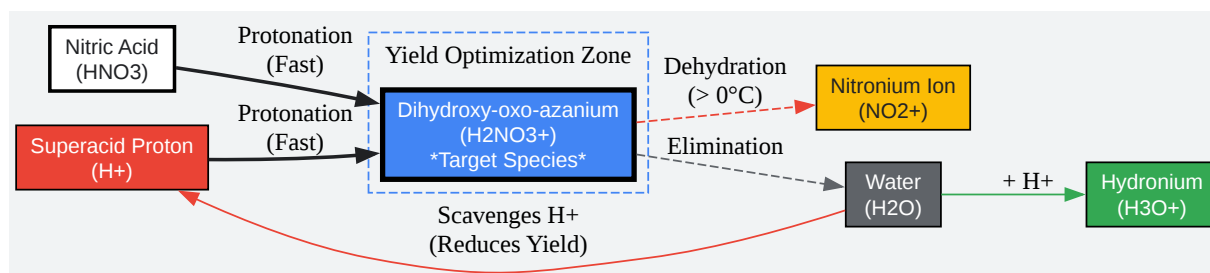 Nitric Acid
(HNO3)
Protonation
(Fast)
Yield Optimization Zone
Dehydration
(> 0°C)
Nitronium Ion
(NO2+)
Superacid Proton
(H+)
Protonation
(Fast)
Dihydroxy-oxo-azanium
(H2NO3+)
*Target Species*
Elimination
Water
(H2O)
+ H+
Hydronium
(H3O+)
Scavenges H+
(Reduces Yield)